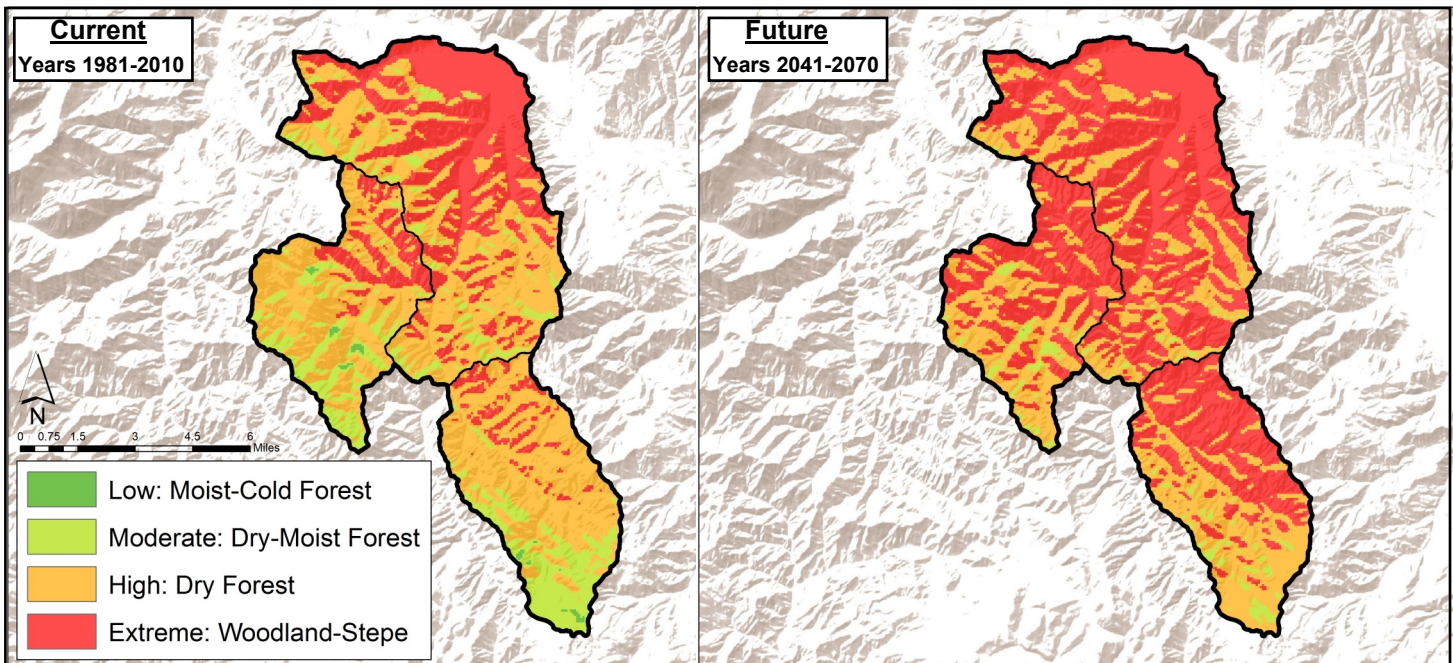 Current
Years 1981-2010
Future
Years 2041-2070
N
0 0.75 1.5 3 4.5 6
Miles
Low: Moist-Cold Forest
Moderate: Dry-Moist Forest
High: Dry Forest
Extreme: Woodland-Stepe